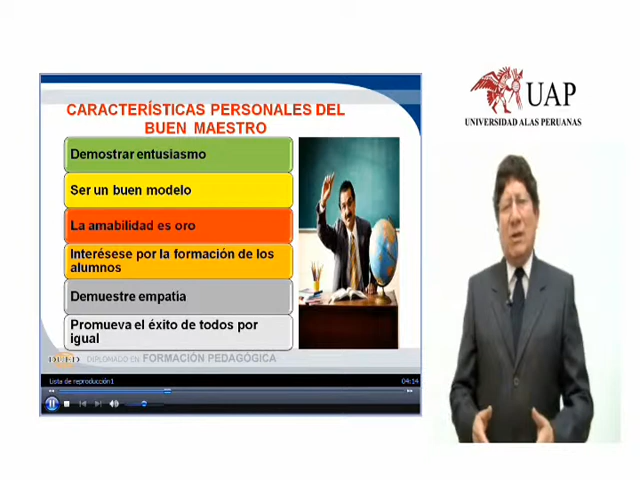 CARACTERÍSTICAS PERSONALES DEL
BUEN MAESTRO
Demostrar entusiasmo
Ser un buen modelo
La amabilidad es oro
Interésese por la formación de los
alumnos
Demuestre empatia
Promueva el éxito de todos por
igual
DUED DIPLOMADO EN FORMACIÓN PEDAGÓGICA
Lista de reproducción1 04:14
UAP
UNIVERSIDAD ALAS PERUANAS